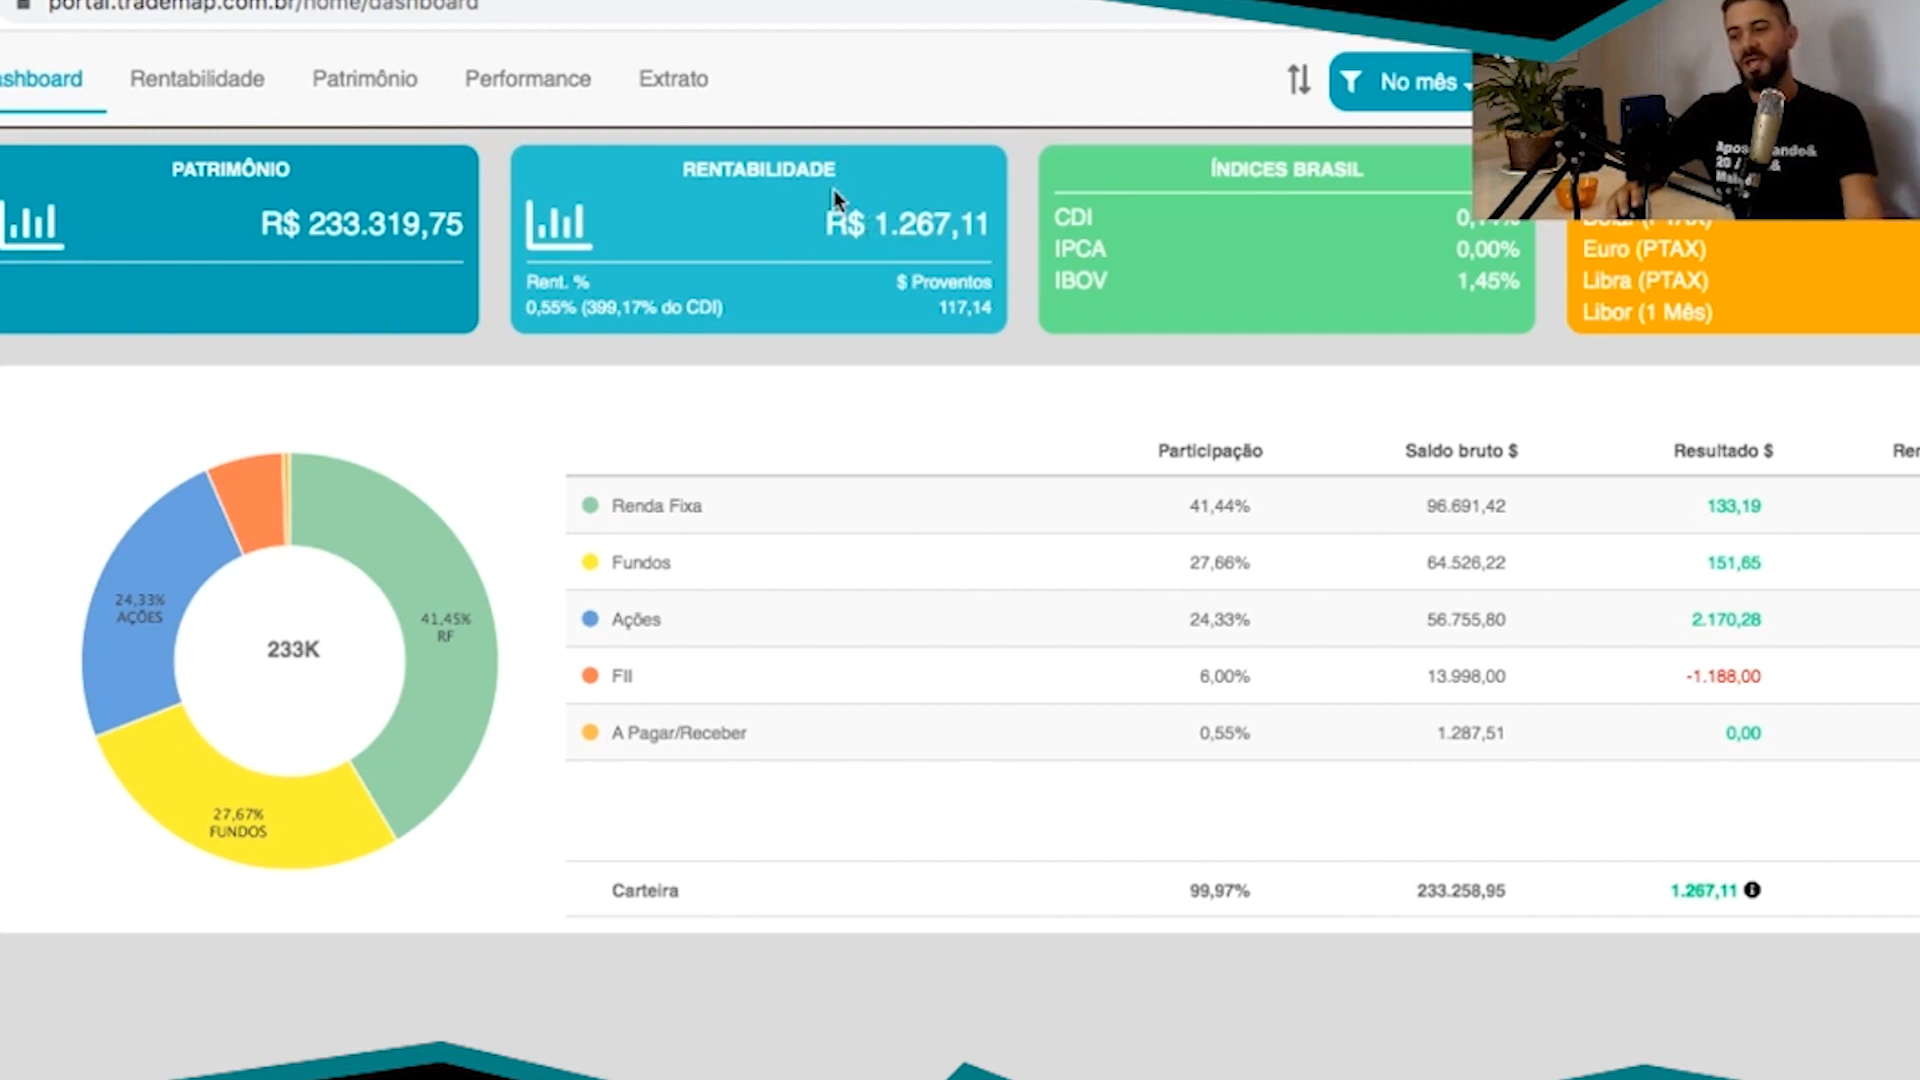 portal.trademap.com.br/home/dashboard
ashboard Rentabilidade Patrimônio Performance Extrato No mês
PATRIMÔNIO
R$ 233.319,75
RENTABILIDADE
R$ 1.267,11
Rent. % $ Proventos
0,55% (399,17% do CDI) 117,14
ÍNDICES BRASIL
CDI
IPCA 0,00%
IBOV 1,45%
Euro (PTAX)
Libra (PTAX)
Libor (1 Mês)
Participação Saldo bruto $ Resultado $
Renda Fixa 41,44% 96.691,42 133,19
Fundos 27,66% 64.526,22 151,65
Ações 24,33% 56.755,80 2.170,28
FII 6,00% 13.998,00 -1.188,00
A Pagar/Receber 0,55% 1.287,51 0,00
Carteira 99,97% 233.258,95 1.267,11
24,33%
AÇÕES
41,45%
RF
233K
27,67%
FUNDOS